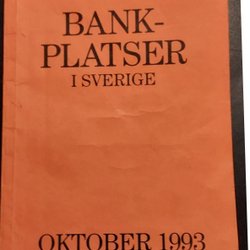 BANK-
PLATSER
I SVERIGE
OKTOBER 1993